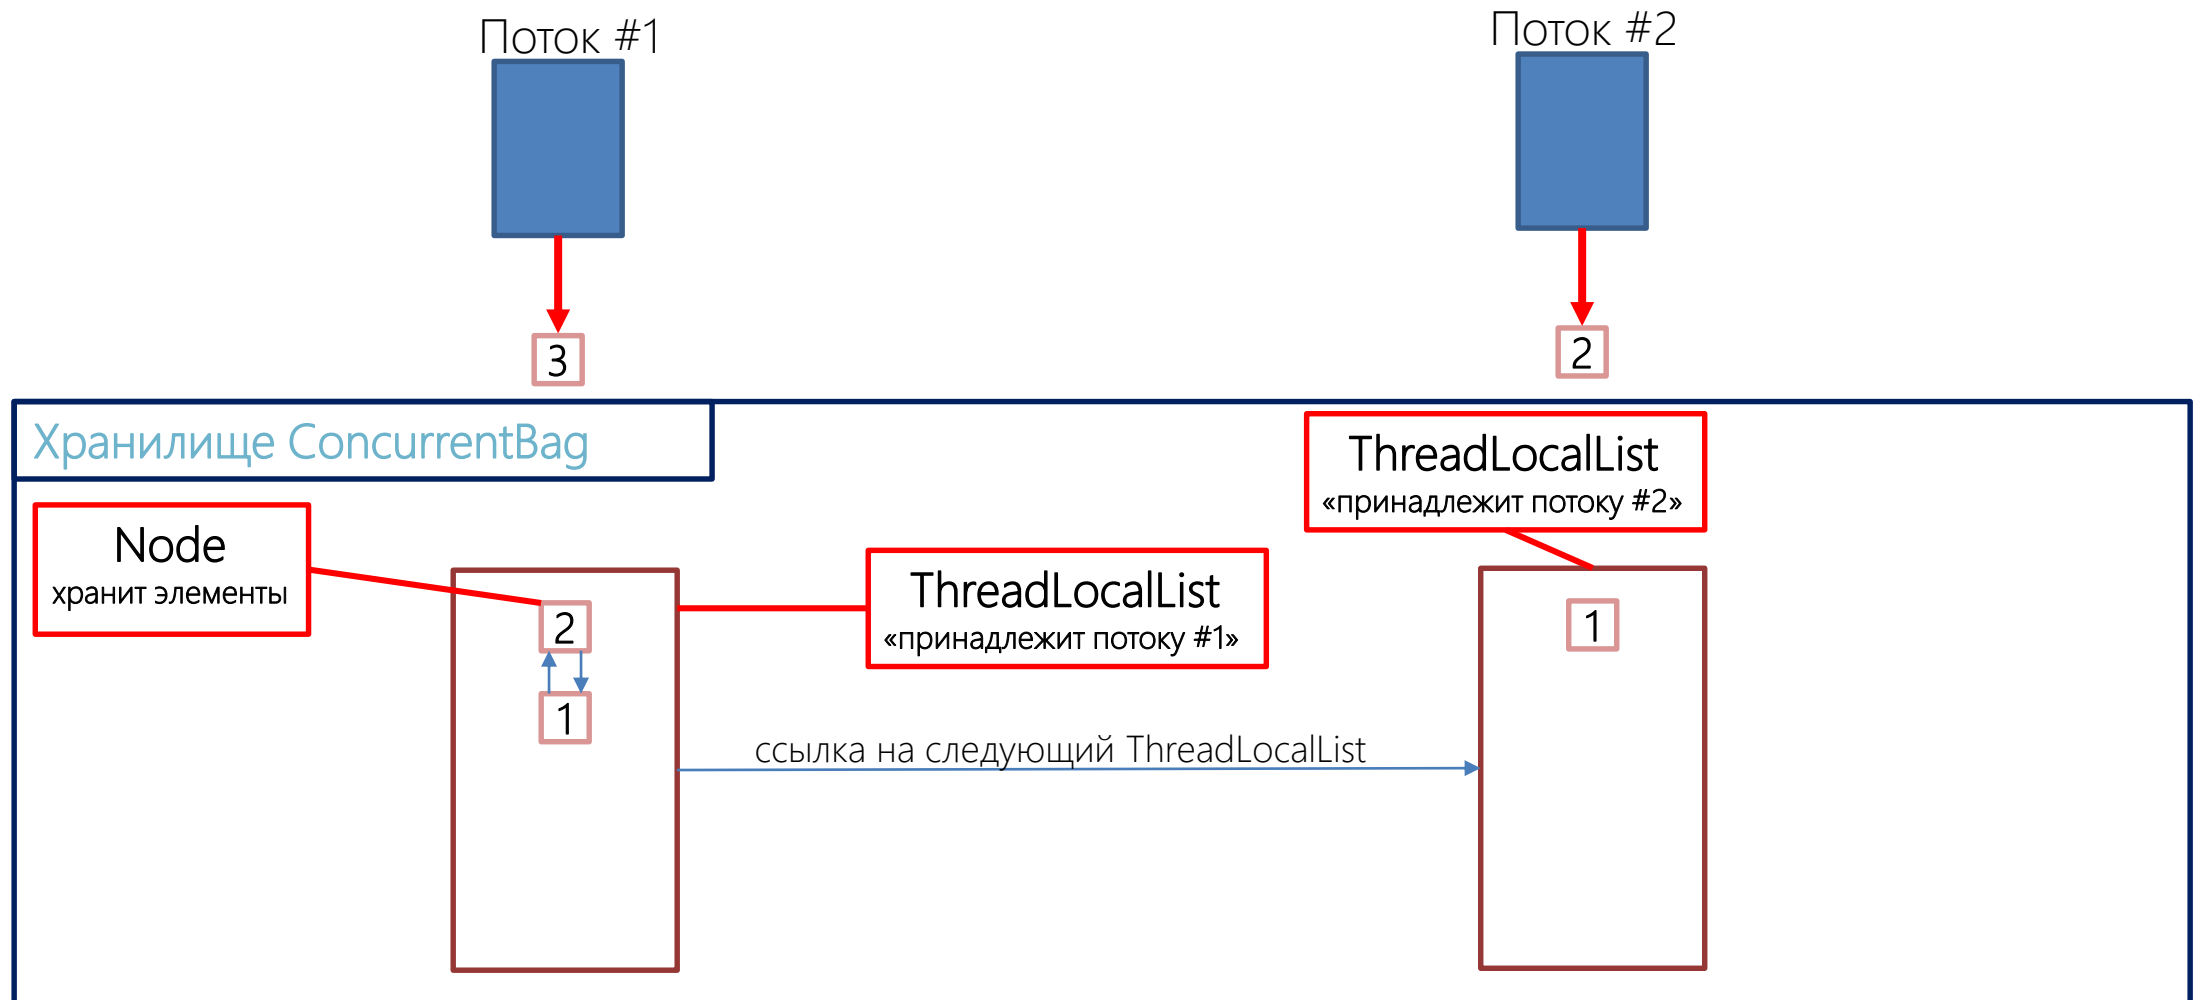 Поток #1
Поток #2
3
2
Хранилище ConcurrentBag
ThreadLocalList
«принадлежит потоку #2»
Node
хранит элементы
ThreadLocalList
«принадлежит потоку #1»
2
1
1
ссылка на следующий ThreadLocalList